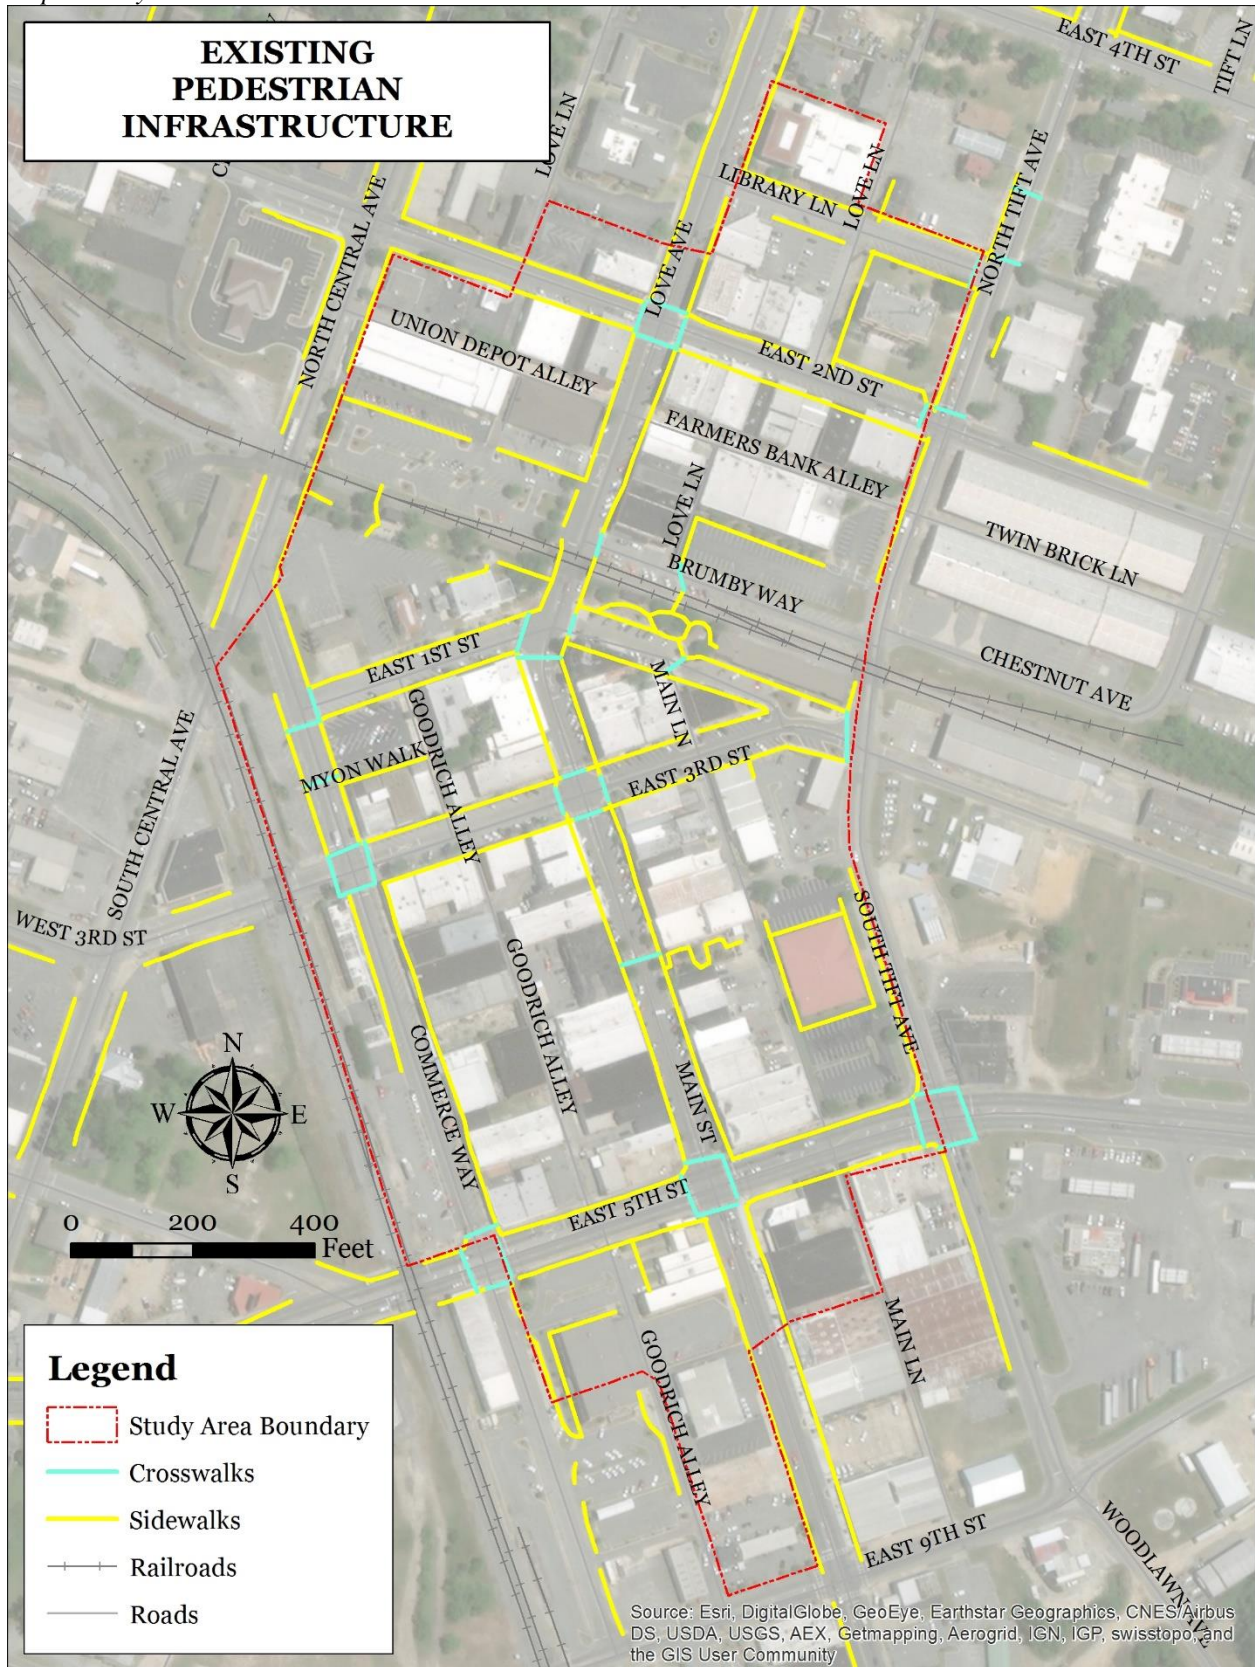 EXISTING
PEDESTRIAN
INFRASTRUCTURE
EAST 4TH ST
TIFT LN
LOVE LN
LIBRARY LN
LOVE LN
NORTH TIFT AVE
NORTH CENTRAL AVE
LOVE AVE
UNION DEPOT ALLEY
EAST 2ND ST
FARMERS BANK ALLEY
LOVE LN
TWIN BRICK LN
BRUMBY WAY
EAST 1ST ST
CHESTNUT AVE
MAIN LN
GOODRICH ALLEY
MYON WALK
EAST 3RD ST
SOUTH CENTRAL AVE
WEST 3RD ST
SOUTH TIFT AVE
GOODRICH ALLEY
COMMERCE WAY
MAIN ST
N
W E
S
EAST 5TH ST
0 200 400
Feet
MAIN LN
GOODRICH ALLEY
Legend
Study Area Boundary
Crosswalks
Sidewalks
Railroads
Roads
EAST 9TH ST
WOODLAWN AVE
Source: Esri, DigitalGlobe, GeoEye, Earthstar Geographics, CNES/Airbus
DS, USDA, USGS, AEX, Getmapping, Aerogrid, IGN, IGP, swisstopo, and
the GIS User Community